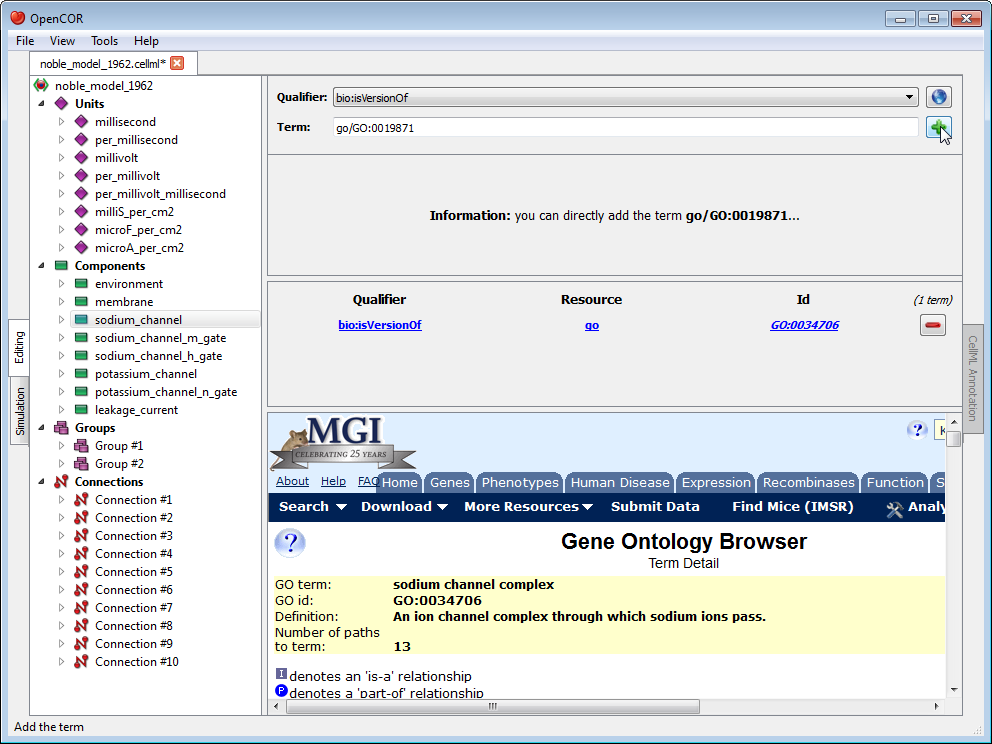 OpenCOR
File View Tools Help
noble_model_1962.cellml*
noble_model_1962
Units
millisecond
per_millisecond
millivolt
per_millivolt
per_millivolt_millisecond
milliS_per_cm2
microF_per_cm2
microA_per_cm2
Components
environment
membrane
sodium_channel
sodium_channel_m_gate
sodium_channel_h_gate
potassium_channel
potassium_channel_n_gate
leakage_current
Groups
Group #1
Group #2
Connections
Connection #1
Connection #2
Connection #3
Connection #4
Connection #5
Connection #6
Connection #7
Connection #8
Connection #9
Connection #10
Editing
Simulation
Qualifier: bio:isVersionOf
Term: go/GO:0019871
Information: you can directly add the term go/GO:0019871...
Qualifier Resource Id (1 term)
bio:isVersionOf go GO:0034706
CellML Annotation
MGI
CELEBRATING 25 YEARS
? K
About Help FAQ Home Genes Phenotypes Human Disease Expression Recombinases Function S
Search Download More Resources Submit Data Find Mice (IMSR) Analy
? Gene Ontology Browser
Term Detail
GO term: sodium channel complex
GO id: GO:0034706
Definition: An ion channel complex through which sodium ions pass.
Number of paths
to term: 13
I denotes an 'is-a' relationship
P denotes a 'part-of' relationship
Add the term